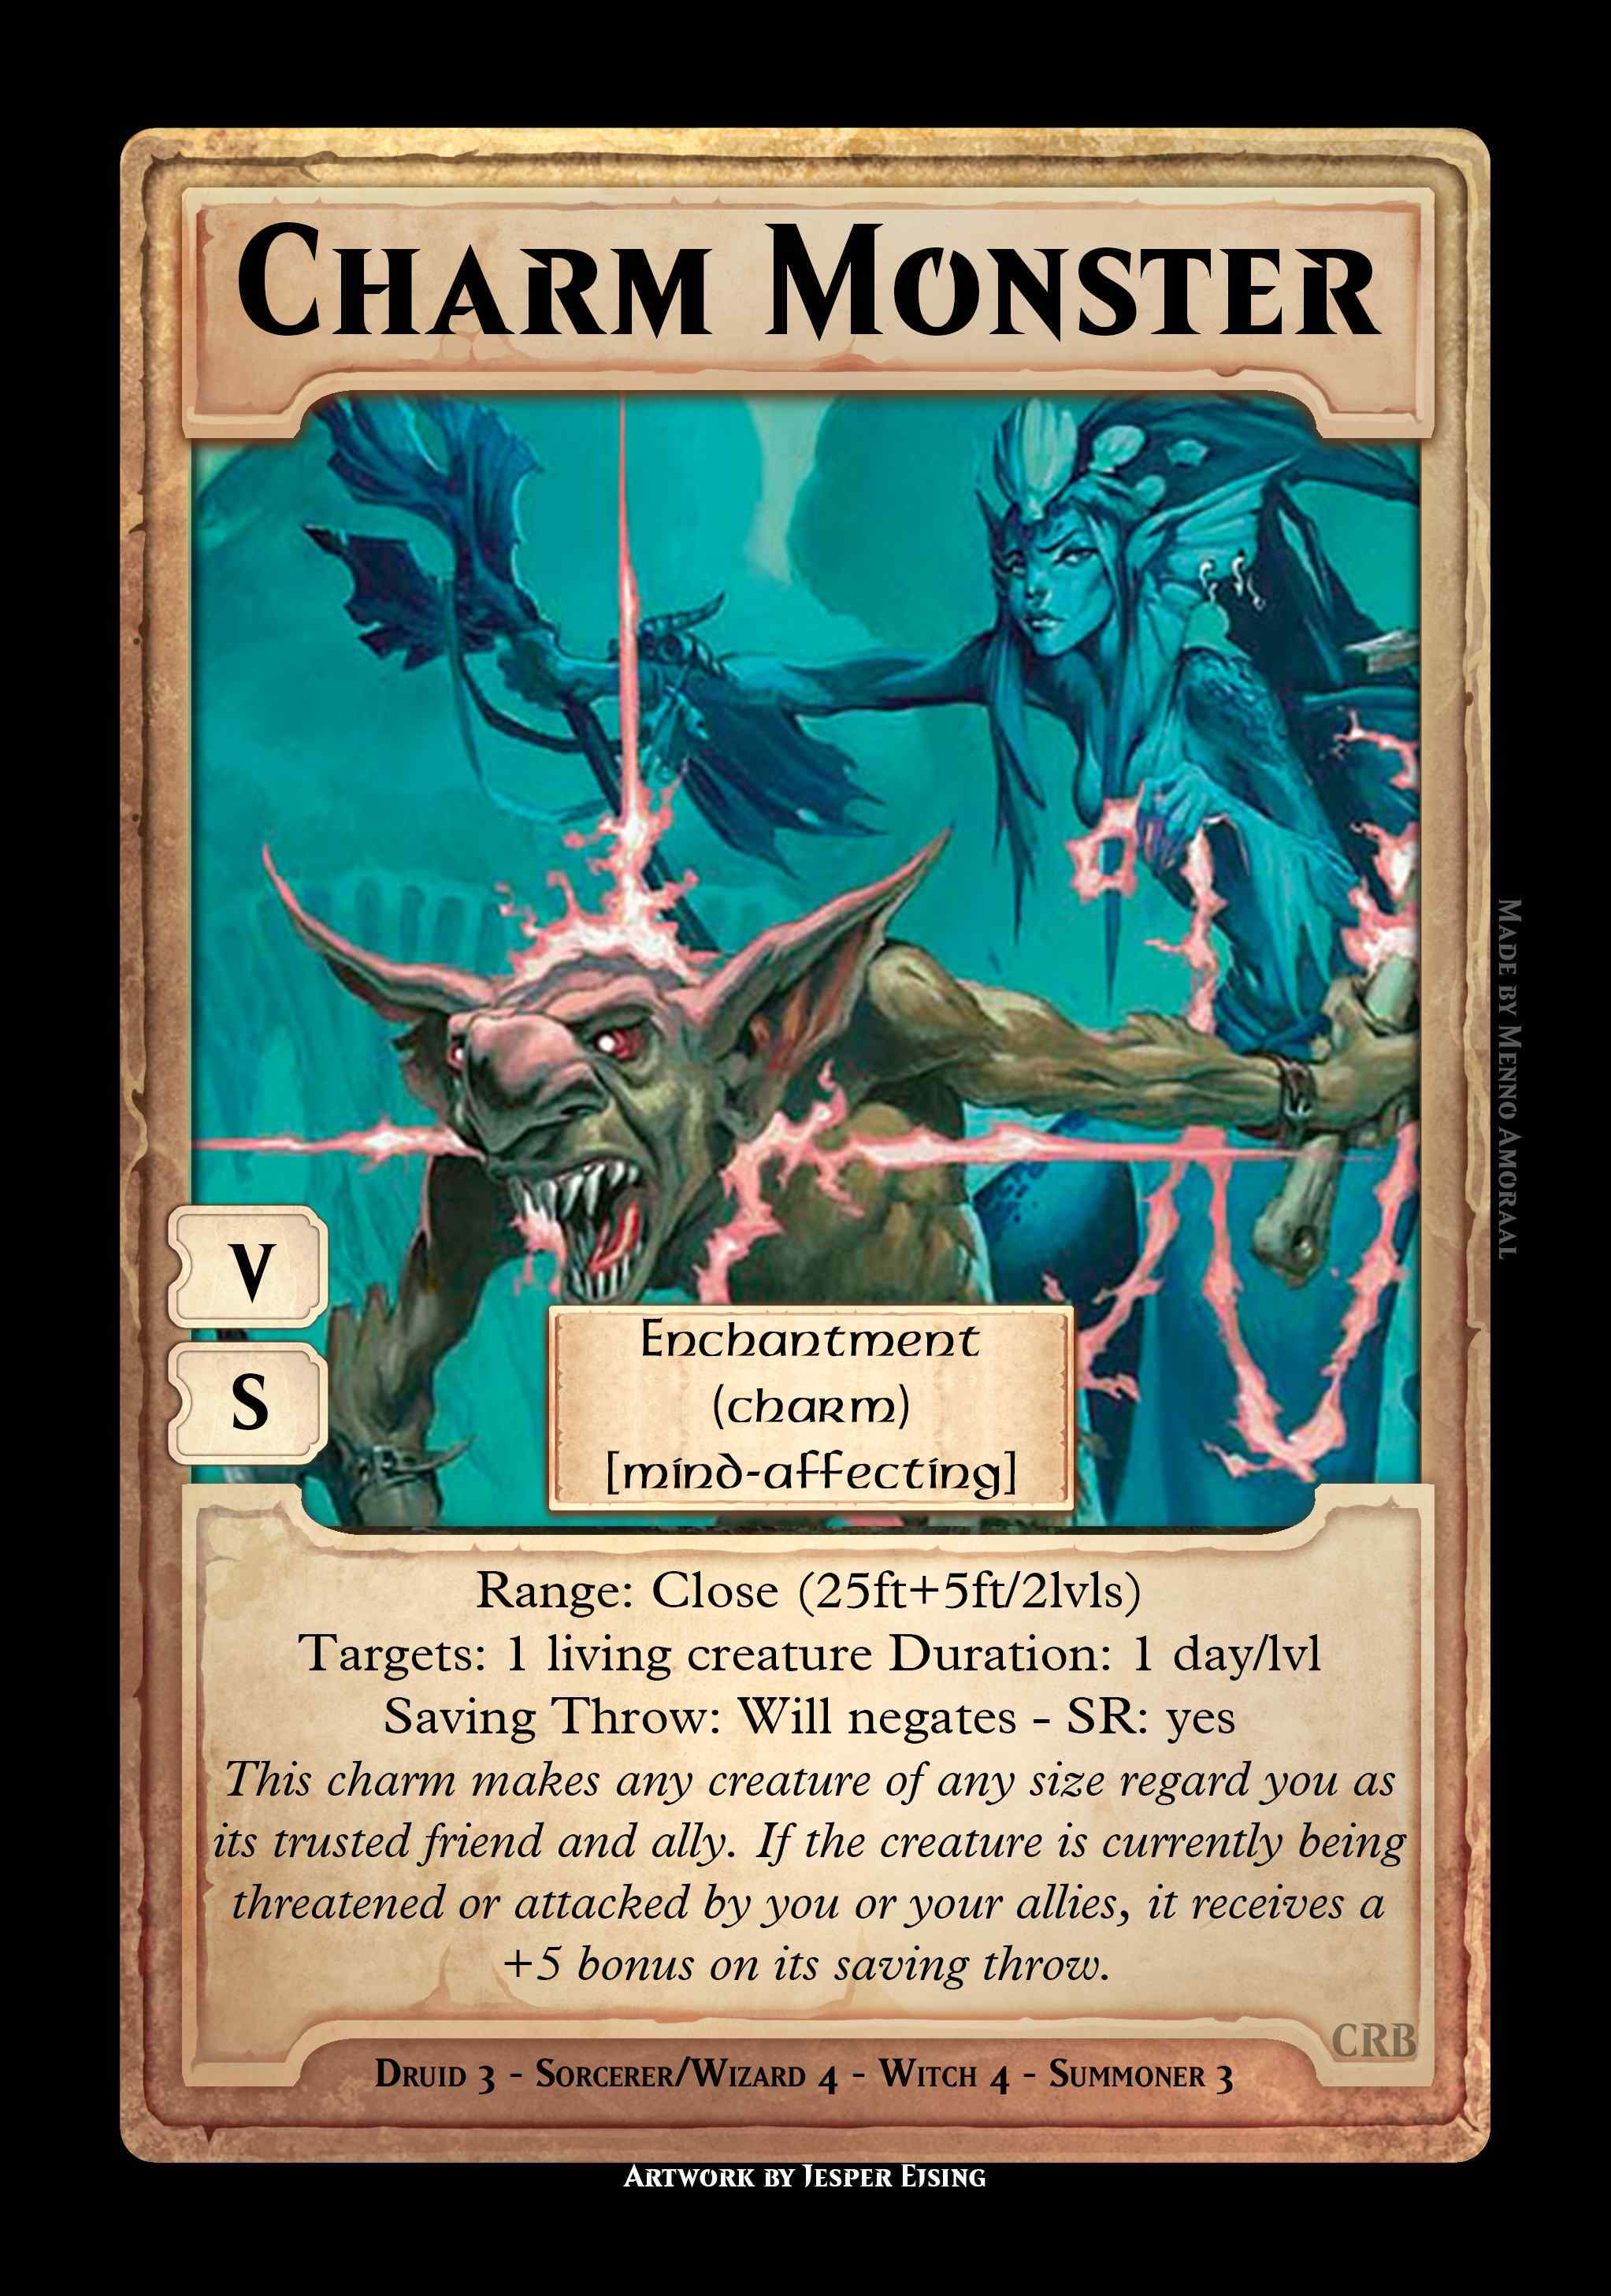 Charm Monster
V
S
Enchantment
(charm)
[mind-affecting]
Range: Close (25ft+5ft/2lvls)
Targets: 1 living creature Duration: 1 day/lvl
Saving Throw: Will negates - SR: yes
This charm makes any creature of any size regard you as
its trusted friend and ally. If the creature is currently being
threatened or attacked by you or your allies, it receives a
+5 bonus on its saving throw.
CRB
Druid 3 - Sorcerer/Wizard 4 - Witch 4 - Summoner 3
Artwork by Jesper Ejsing
Made by Menno Amoraal